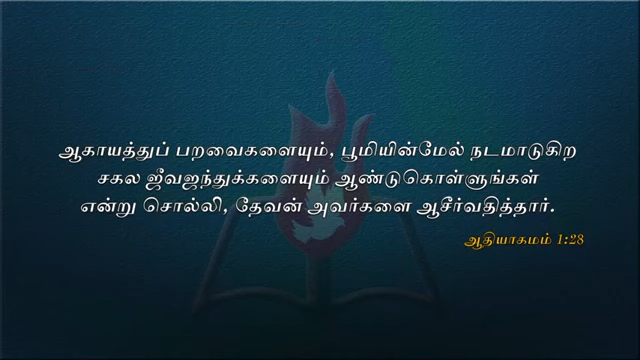 ஆகாயத்துப் பறவைகளையும், பூமியின்மேல் நடமாடுகிற
சகல ஜீவஜந்துக்களையும் ஆண்டுகொள்ளுங்கள்
என்று சொல்லி, தேவன் அவர்களை ஆசீர்வதித்தார்.
ஆதியாகமம் 1:28